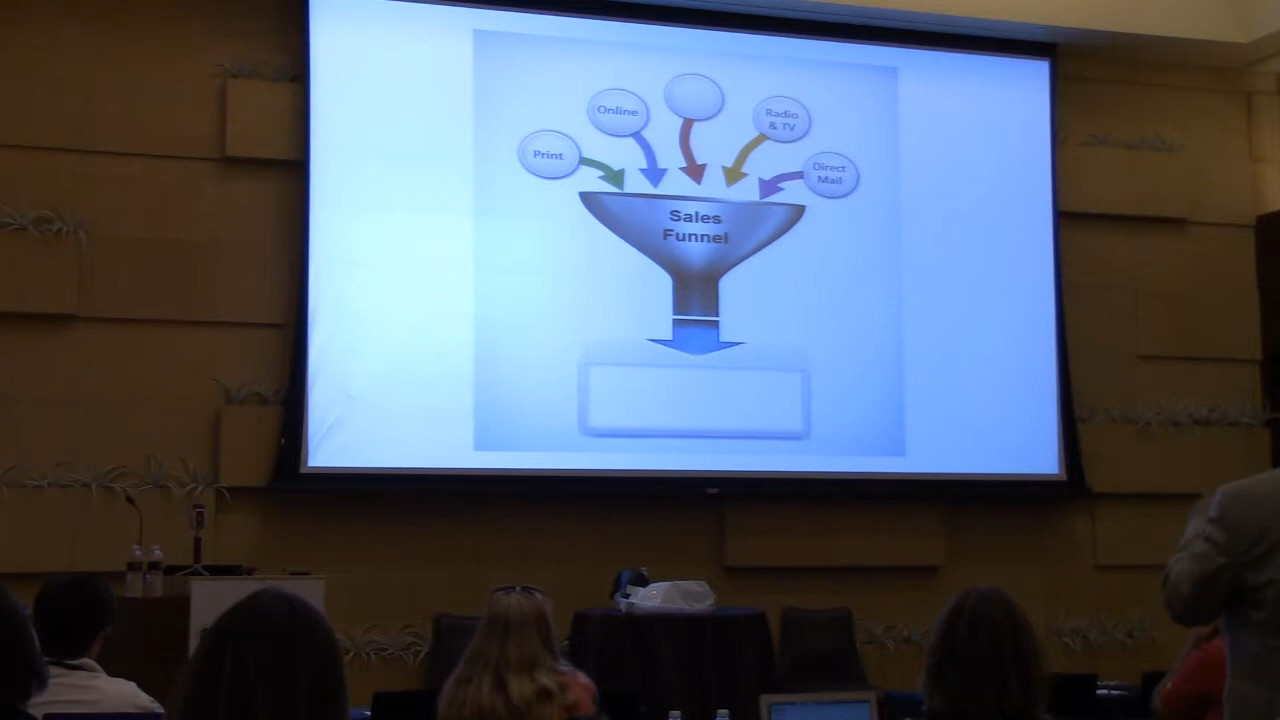 Print
Online
Radio
& TV
Direct
Mail
Sales
Funnel